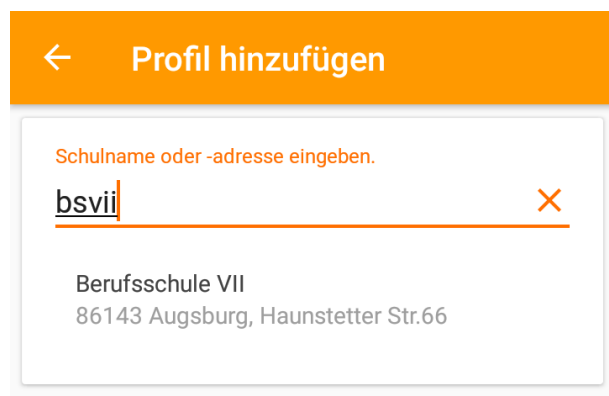 Profil hinzufügen
Schulname oder -adresse eingeben.
bsvii
Berufsschule VII
86143 Augsburg, Haunstetter Str.66